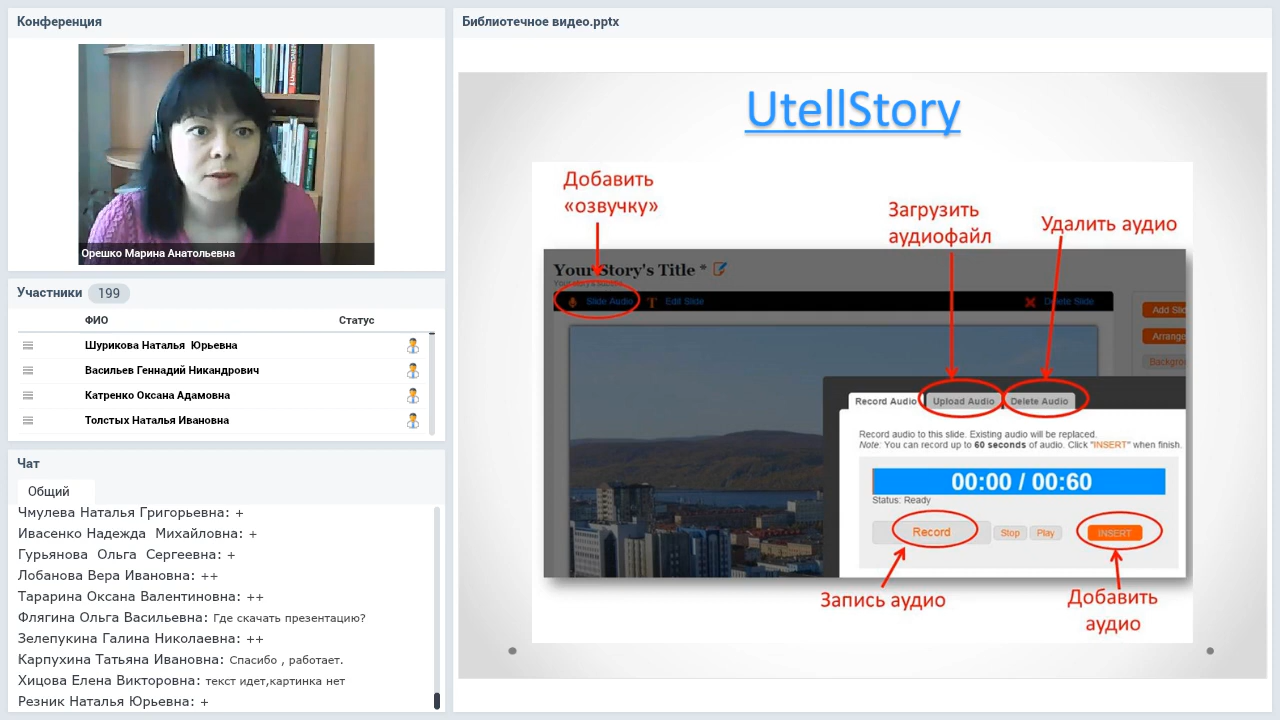 Конференция
Орешко Марина Анатольевна
Участники 199
ФИО Статус
Шурикова Наталья Юрьевна
Васильев Геннадий Никандрович
Катренко Оксана Адамовна
Толстых Наталья Ивановна
Чат
Общий
Чмулева Наталья Григорьевна: +
Ивасенко Надежда Михайловна: +
Гурьянова Ольга Сергеевна: +
Лобанова Вера Ивановна: ++
Тарарина Оксана Валентиновна: ++
Флягина Ольга Васильевна: Где скачать презентацию?
Зелепукина Галина Николаевна: ++
Карпухина Татьяна Ивановна: Спасибо , работает.
Хицова Елена Викторовна: текст идет,картинка нет
Резник Наталья Юрьевна: +
Библиотечное видео.pptx
UtellStory
Добавить
«озвучку»
Загрузить
аудиофайл
Удалить аудио
Your Story's Title *
Slide Audio Edit Slide Delete Slide
Add Slid
Arrange
Backgro
Record Audio Upload Audio Delete Audio
Record audio to this slide. Existing audio will be replaced.
Note: You can record up to 60 seconds of audio. Click "INSERT" when finish.
00:00 / 00:60
Status: Ready
Record Stop Play INSERT
Запись аудио
Добавить
аудио